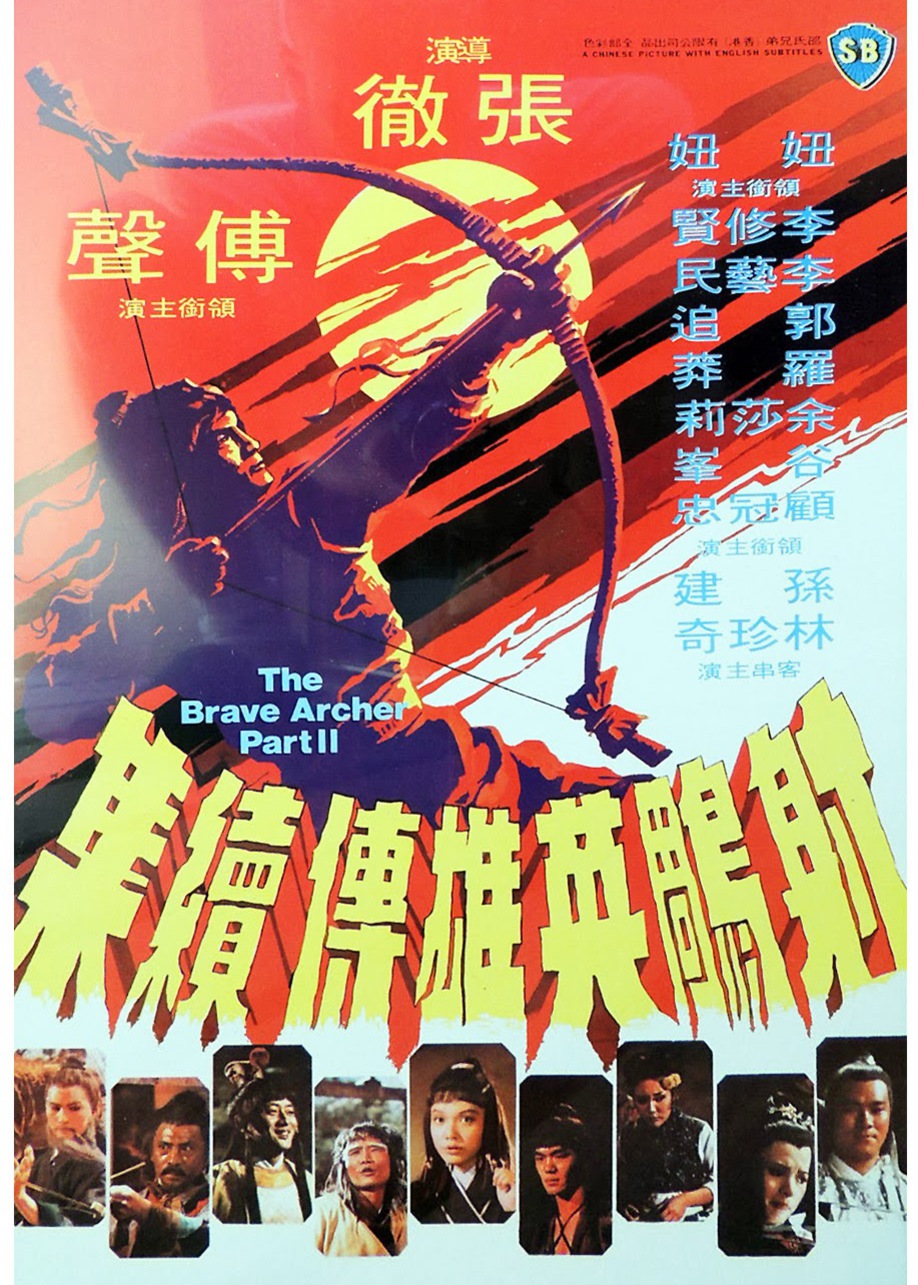 邵氏兄弟(香港)有限公司出品 全部彩色
A CHINESE PICTURE WITH ENGLISH SUBTITLES
SB
導演
張徹
傅聲
領銜主演
妞妞
領銜主演
李修賢
李藝民
郭追
羅莽
余莎莉
谷峯
顧冠忠
領銜主演
孫建
林珍奇
客串主演
The
Brave Archer
Part II
射鵰英雄傳續集